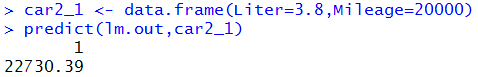 > car2_1 <- data.frame(Liter=3.8,Mileage=20000)
> predict(lm.out,car2_1)
1
22730.39